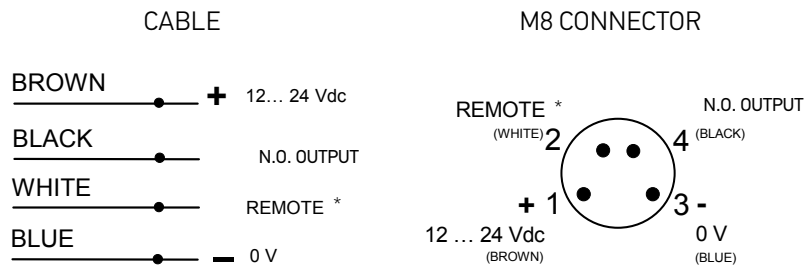 CABLE
BROWN
+ 12... 24 Vdc
BLACK
N.O. OUTPUT
WHITE
REMOTE *
BLUE
- 0 V
M8 CONNECTOR
REMOTE *
(WHITE) 2
N.O. OUTPUT
4 (BLACK)
+ 1
12 ... 24 Vdc
(BROWN)
3 -
0 V
(BLUE)